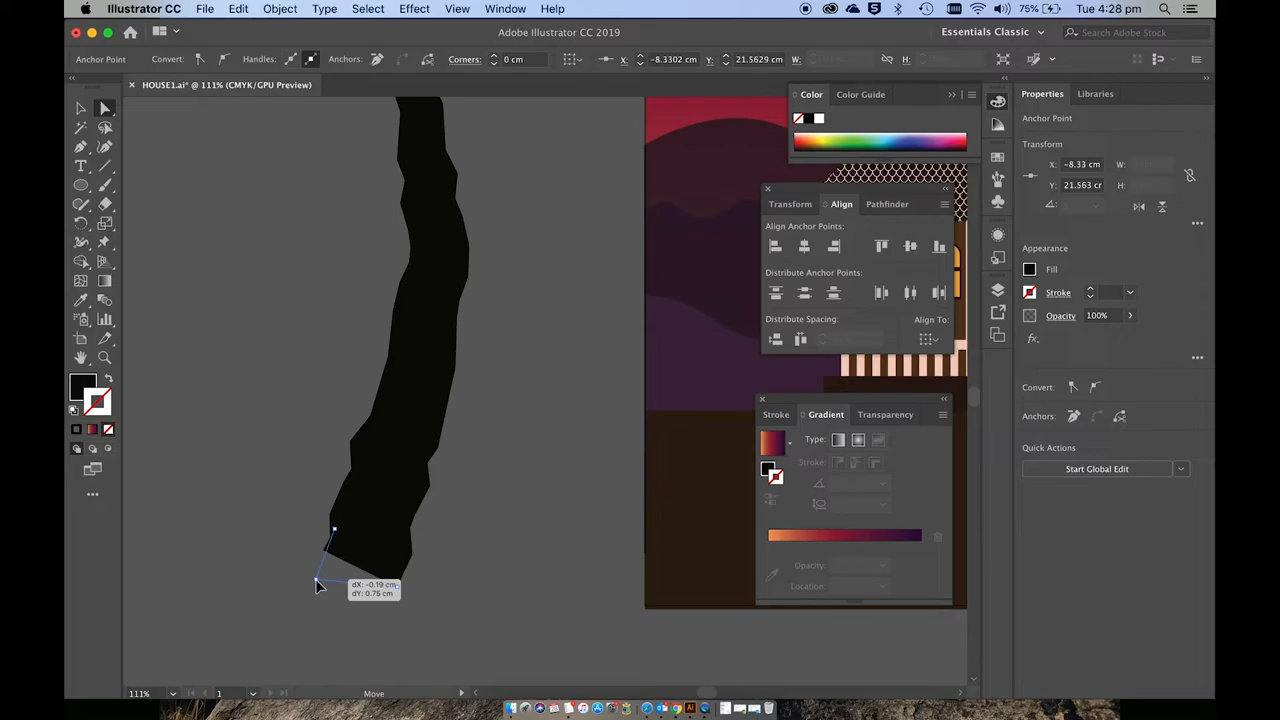 Illustrator CC File Edit Object Type Select Effect View Window Help
75% Tue 4:28 pm
Adobe Illustrator CC 2019
Essentials Classic
Search Adobe Stock
Anchor Point Convert: Handles: Anchors: Corners: 0 cm X: -8.3302 cm Y: 21.5629 cm W: H:
× HOUSE1.ai* @ 111% (CMYK/GPU Preview)
Color Color Guide
Transform Align Pathfinder
Align Anchor Points:
Distribute Anchor Points:
Distribute Spacing: Align To:
Stroke Gradient Transparency
Type:
Stroke:
Opacity:
Location:
Properties Libraries
Anchor Point
Transform
X: -8.33 cm W:
Y: 21.563 cr H:
Appearance
Fill
Stroke
Opacity 100%
fx
Convert:
Anchors:
Quick Actions
Start Global Edit
dX: -0.19 cm
dY: 0.75 cm
111% 1 Move